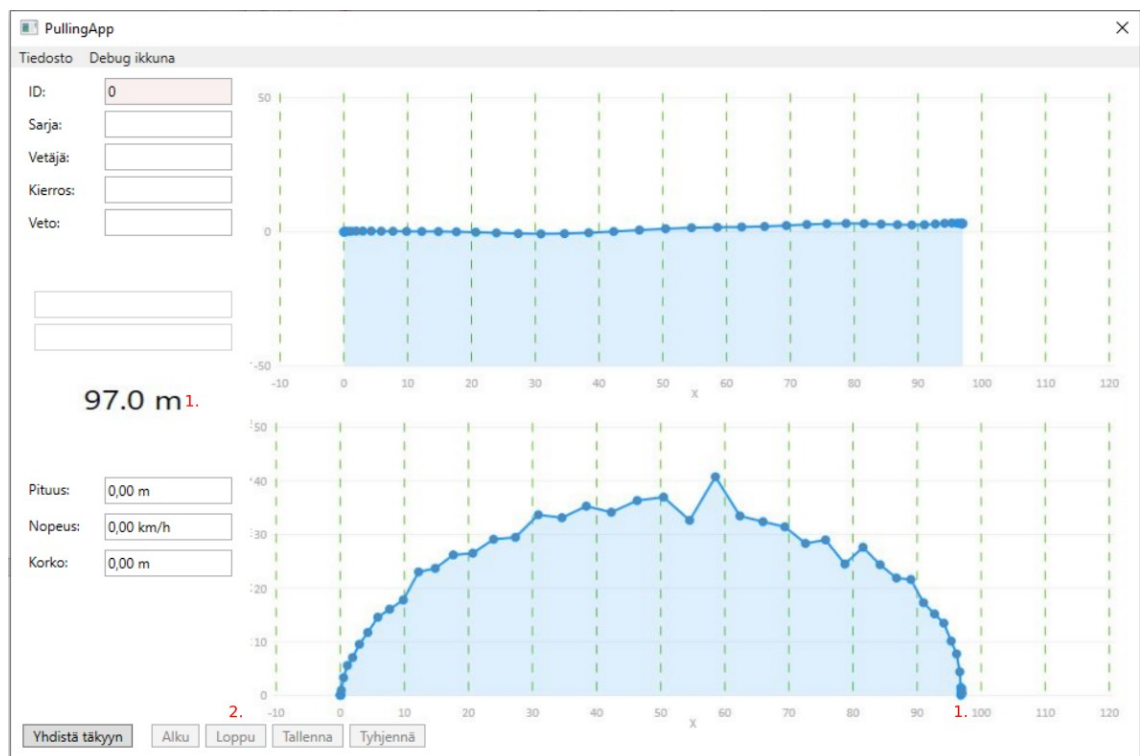 PullingApp
Tiedosto Debug ikkuna
ID: 0
Sarja:
Vetäjä:
Kierros:
Veto:
97.0 m 1.
Pituus: 0,00 m
Nopeus: 0,00 km/h
Korko: 0,00 m
50
0
-50
-10 0 10 20 30 40 50 60 70 80 90 100 110 120
X
50
40
30
20
10
0
-10 0 10 20 30 40 50 60 70 80 90 1. 100 110 120
X
2.
Yhdistä täkyyn Alku Loppu Tallenna Tyhjennä